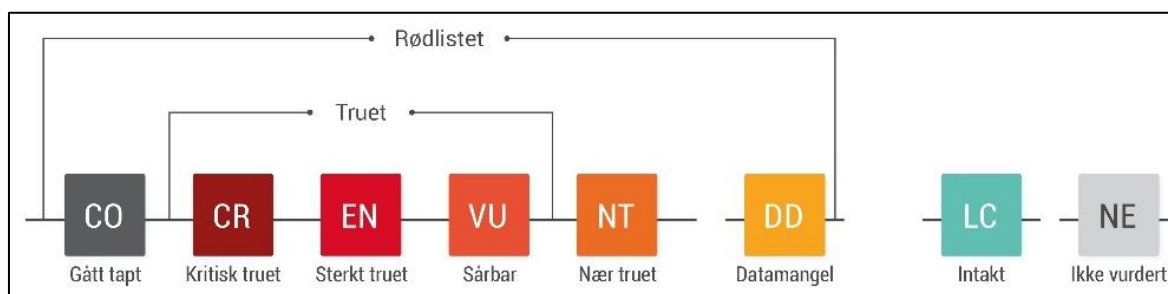 Rødlistet
Truet
CO CR EN VU NT DD LC NE
Gått tapt Kritisk truet Sterkt truet Sårbar Nær truet Datamangel Intakt Ikke vurdert